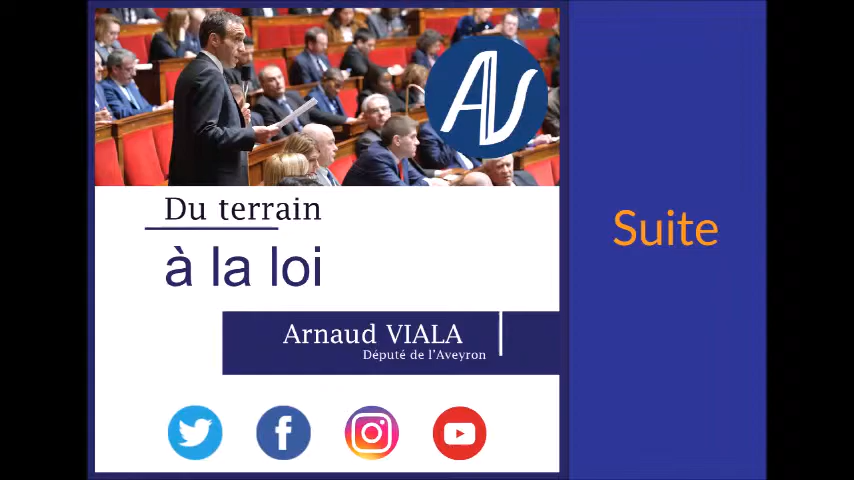 AV
Du terrain
à la loi
Arnaud VIALA
Député de l'Aveyron
Suite